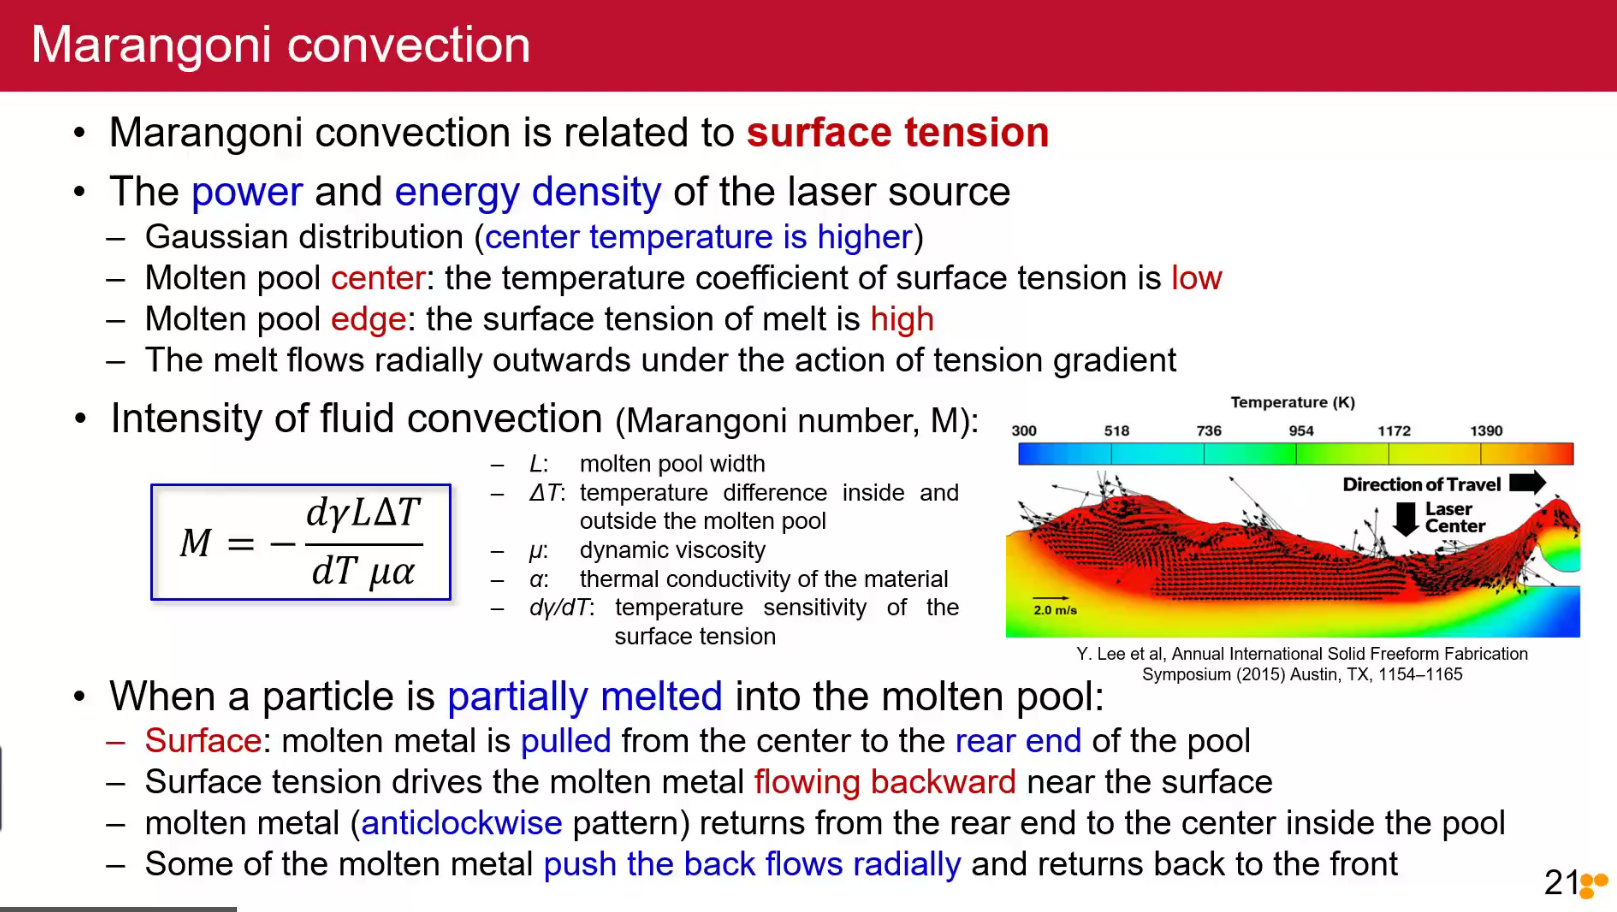 Marangoni convection
• Marangoni convection is related to surface tension
• The power and energy density of the laser source
– Gaussian distribution (center temperature is higher)
– Molten pool center: the temperature coefficient of surface tension is low
– Molten pool edge: the surface tension of melt is high
– The melt flows radially outwards under the action of tension gradient
• Intensity of fluid convection (Marangoni number, M):
M = − dγLΔT / dT μα
– L: molten pool width
– ΔT: temperature difference inside and
outside the molten pool
– μ: dynamic viscosity
– α: thermal conductivity of the material
– dγ/dT: temperature sensitivity of the
surface tension
Temperature (K)
300 518 736 954 1172 1390
Direction of Travel
Laser
Center
2.0 m/s
Y. Lee et al, Annual International Solid Freeform Fabrication
Symposium (2015) Austin, TX, 1154–1165
• When a particle is partially melted into the molten pool:
– Surface: molten metal is pulled from the center to the rear end of the pool
– Surface tension drives the molten metal flowing backward near the surface
– molten metal (anticlockwise pattern) returns from the rear end to the center inside the pool
– Some of the molten metal push the back flows radially and returns back to the front
21